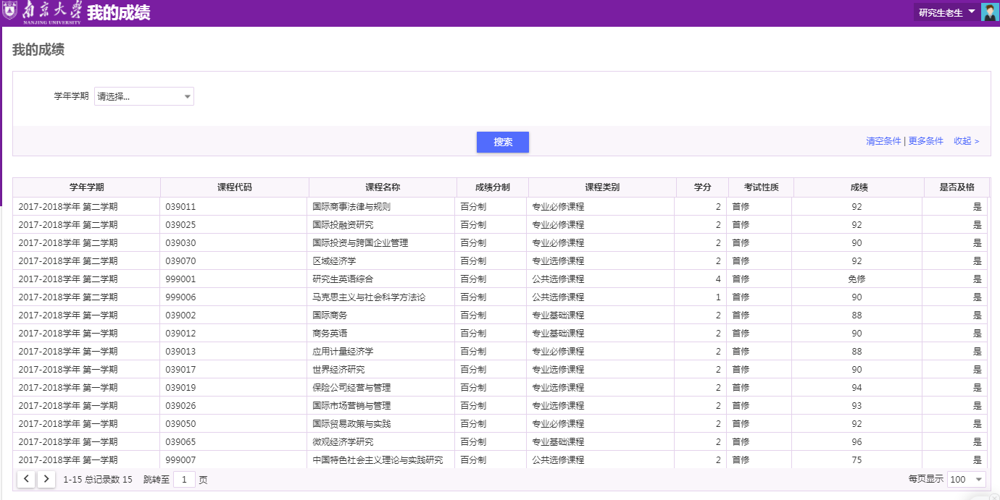 南京大学 我的成绩 研究生老生
NANJING UNIVERSITY
我的成绩
学年学期 请选择...
搜索 清空条件 | 更多条件 收起 >
学年学期 课程代码 课程名称 成绩分制 课程类别 学分 考试性质 成绩 是否及格
2017-2018学年 第二学期 039011 国际商事法律与规则 百分制 专业必修课程 2 首修 92 是
2017-2018学年 第二学期 039025 国际投融资研究 百分制 专业必修课程 2 首修 92 是
2017-2018学年 第二学期 039030 国际投资与跨国企业管理 百分制 专业必修课程 2 首修 90 是
2017-2018学年 第二学期 039070 区域经济学 百分制 专业选修课程 2 首修 92 是
2017-2018学年 第二学期 999001 研究生英语综合 百分制 公共选修课程 4 首修 免修 是
2017-2018学年 第二学期 999006 马克思主义与社会科学方法论 百分制 公共选修课程 1 首修 90 是
2017-2018学年 第一学期 039002 国际商务 百分制 专业基础课程 2 首修 88 是
2017-2018学年 第一学期 039012 商务英语 百分制 专业基础课程 2 首修 90 是
2017-2018学年 第一学期 039013 应用计量经济学 百分制 专业必修课程 2 首修 88 是
2017-2018学年 第一学期 039017 世界经济研究 百分制 专业选修课程 2 首修 90 是
2017-2018学年 第一学期 039019 保险公司经营与管理 百分制 专业选修课程 2 首修 94 是
2017-2018学年 第一学期 039026 国际市场营销与管理 百分制 专业选修课程 2 首修 93 是
2017-2018学年 第一学期 039050 国际贸易政策与实践 百分制 专业必修课程 2 首修 92 是
2017-2018学年 第一学期 039065 微观经济学研究 百分制 专业基础课程 2 首修 96 是
2017-2018学年 第一学期 999007 中国特色社会主义理论与实践研究 百分制 公共选修课程 2 首修 75 是
< > 1-15 总记录数 15 跳转至 1 页 每页显示 100